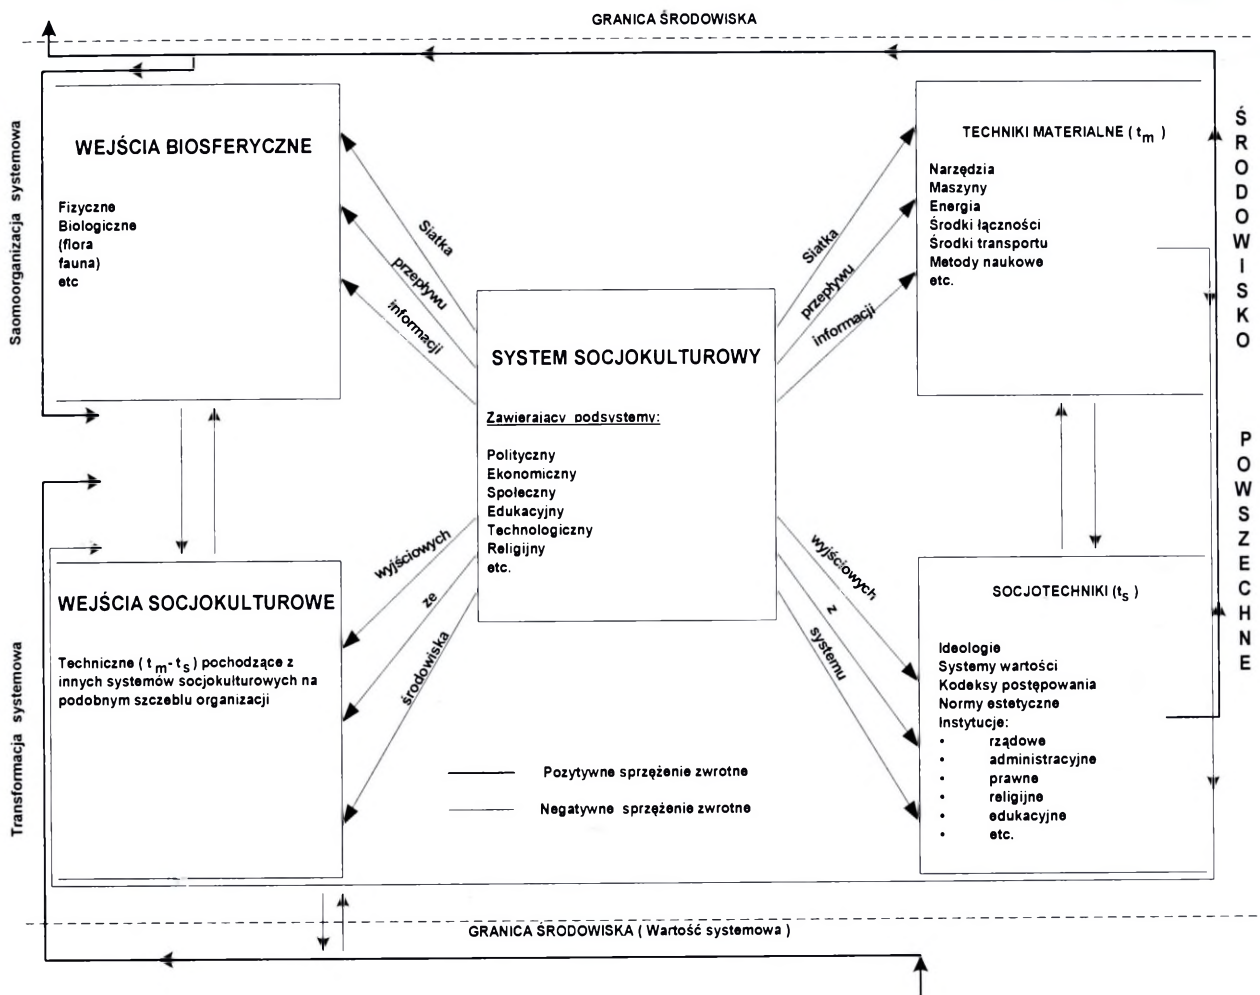 GRANICA ŚRODOWISKA
Saomoorganizacja systemowa
WEJŚCIA BIOSFERYCZNE
Fizyczne
Biologiczne
(flora
fauna)
etc
Siatka
przepływu
informacji
Siatka
przepływu
informacji
TECHNIKI MATERIALNE ( tm )
Narzędzia
Maszyny
Energia
Środki łączności
Środki transportu
Metody naukowe
etc.
ŚRODOWISKO POWSZECHNE
SYSTEM SOCJOKULTUROWY
Zawierający podsystemy:
Polityczny
Ekonomiczny
Społeczny
Edukacyjny
Technologiczny
Religijny
etc.
Transformacja systemowa
WEJŚCIA SOCJOKULTUROWE
Techniczne ( tm- ts ) pochodzące z
innych systemów socjokulturowych na
podobnym szczeblu organizacji
wyjściowych
ze
środowiska
wyjściowych
z
systemu
SOCJOTECHNIKI (ts )
Ideologie
Systemy wartości
Kodeksy postępowania
Normy estetyczne
Instytucje:
• rządowe
• administracyjne
• prawne
• religijne
• edukacyjne
• etc.
Pozytywne sprzężenie zwrotne
Negatywne sprzężenie zwrotne
GRANICA ŚRODOWISKA ( Wartość systemowa )